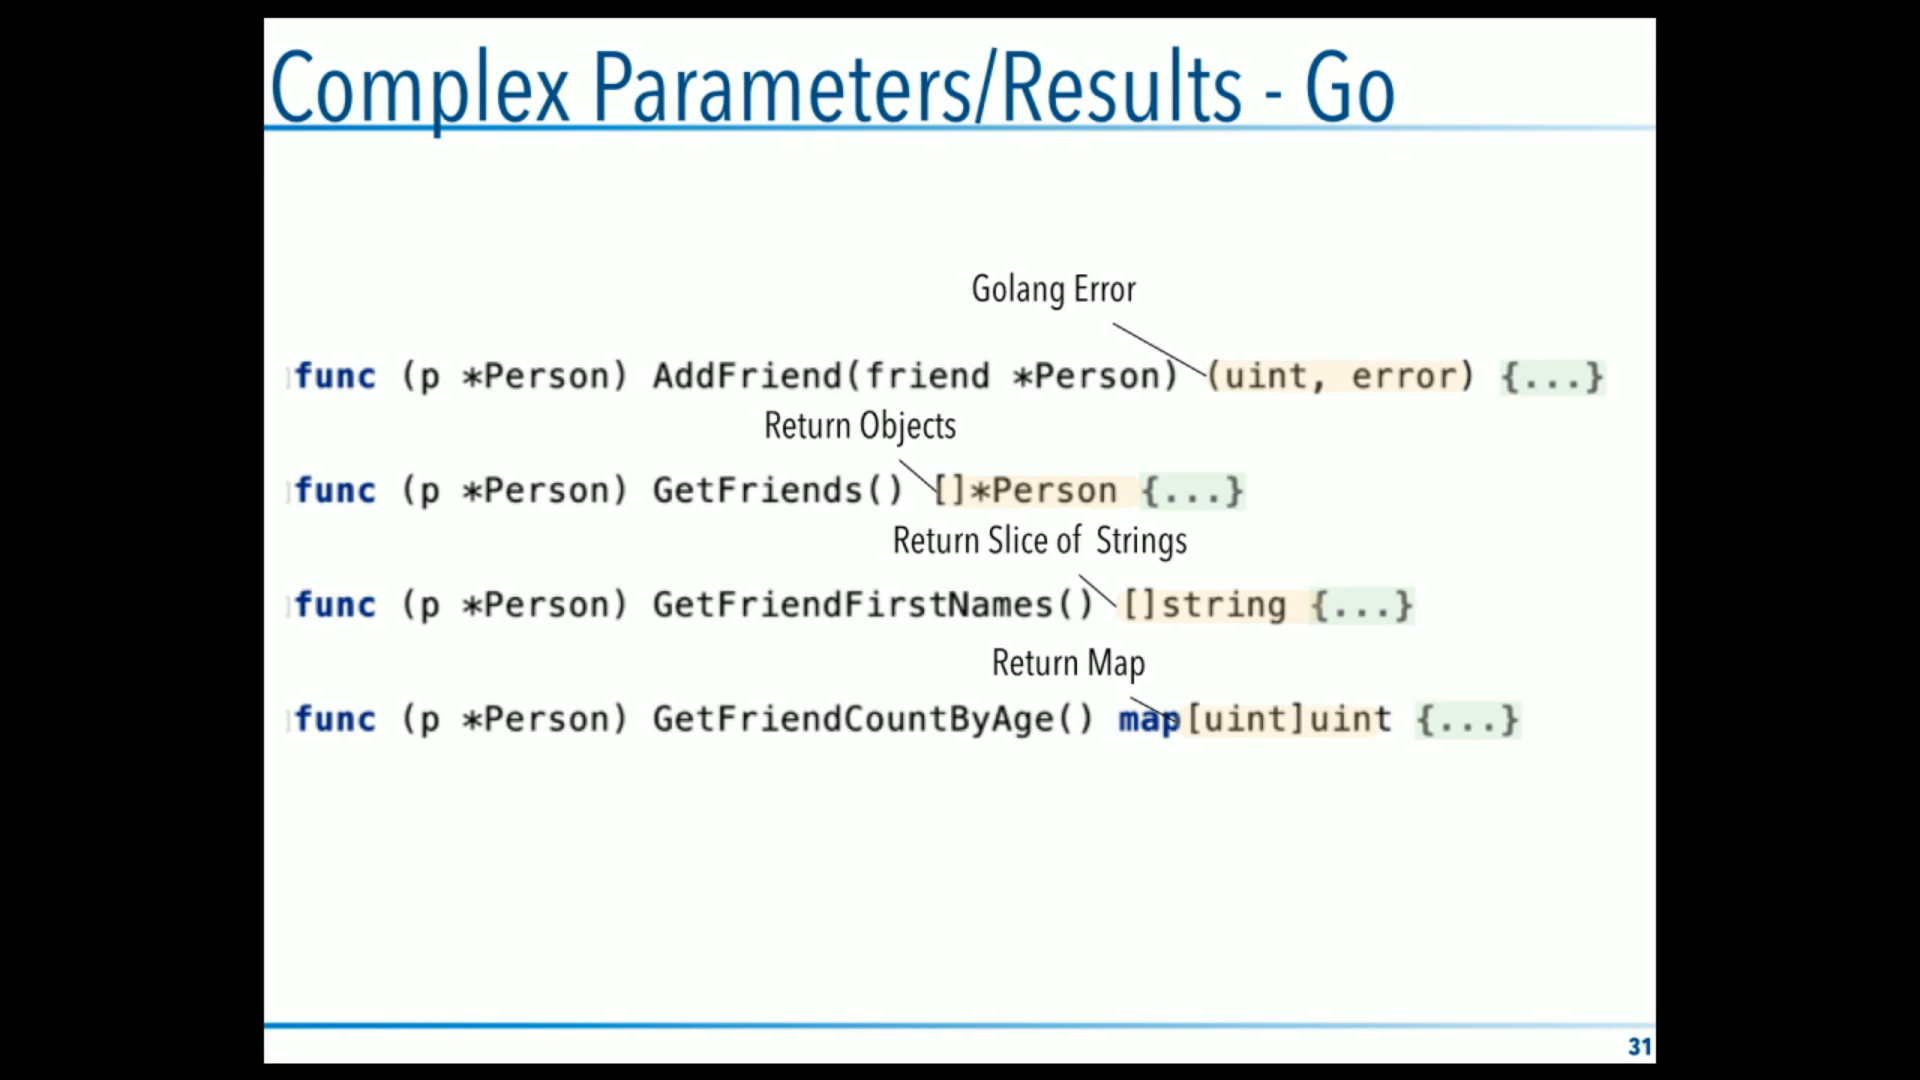 Complex Parameters/Results - Go
Golang Error
func (p *Person) AddFriend(friend *Person) (uint, error) {...}
Return Objects
func (p *Person) GetFriends() []*Person {...}
Return Slice of Strings
func (p *Person) GetFriendFirstNames() []string {...}
Return Map
func (p *Person) GetFriendCountByAge() map[uint]uint {...}
31